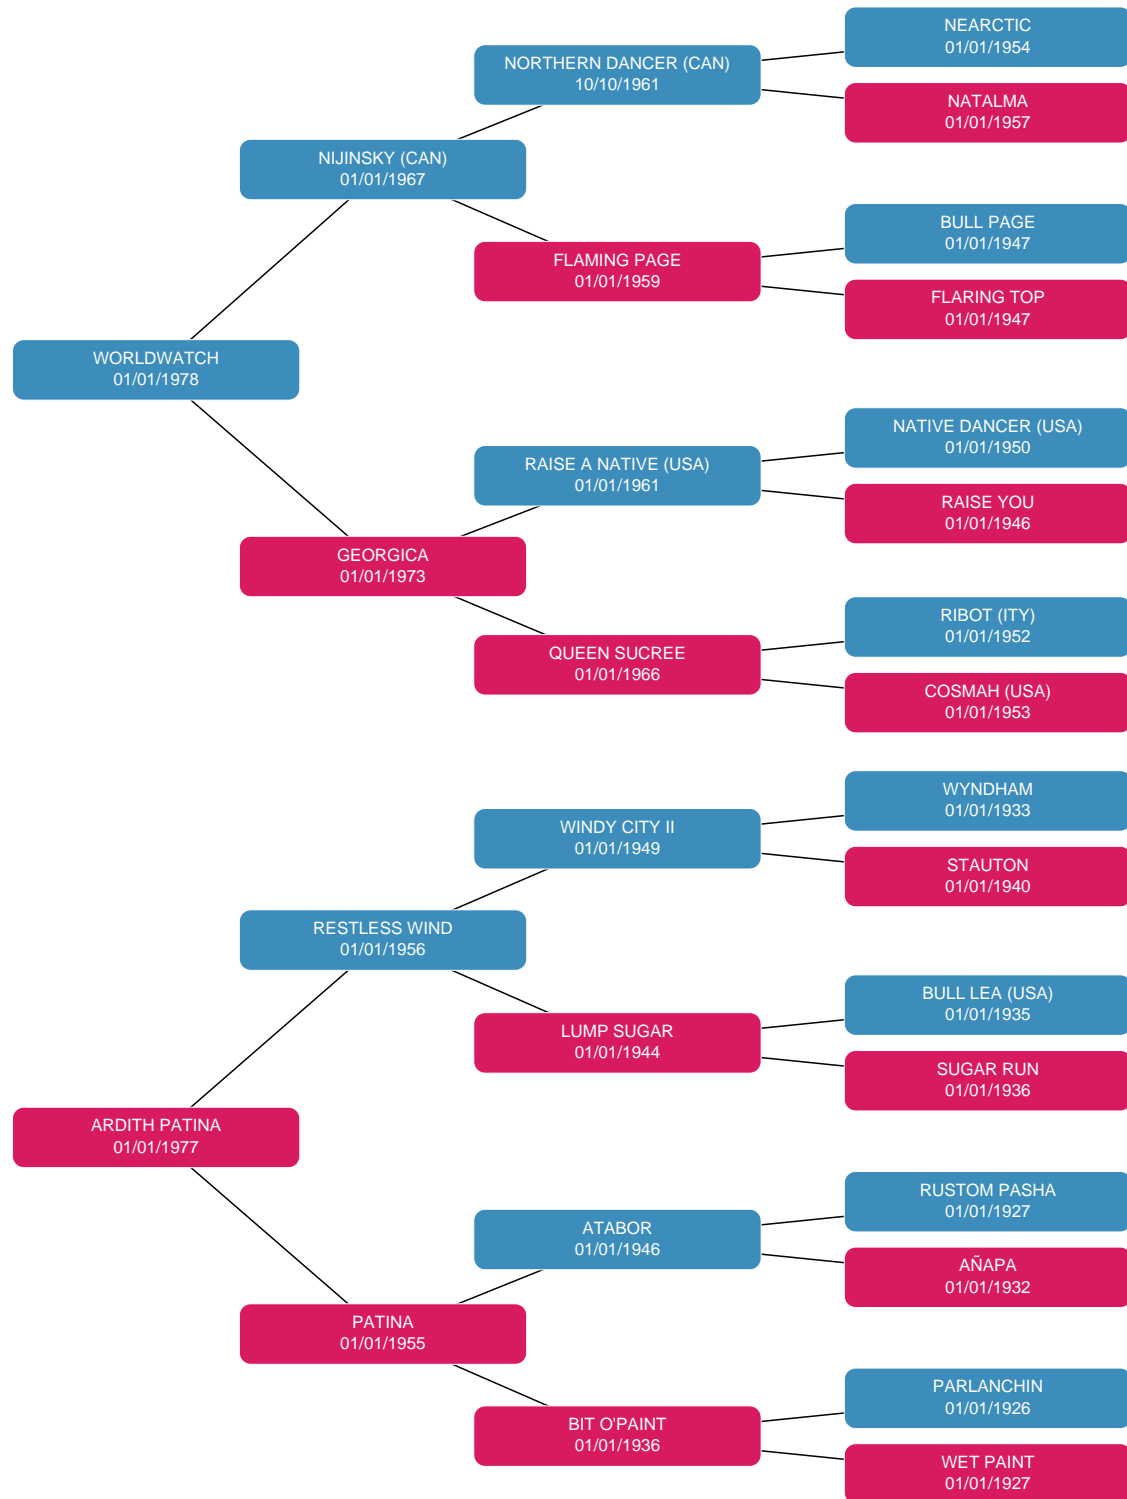 NEARCTIC
01/01/1954
NORTHERN DANCER (CAN)
10/10/1961
NATALMA
01/01/1957
NIJINSKY (CAN)
01/01/1967
BULL PAGE
01/01/1947
FLAMING PAGE
01/01/1959
FLARING TOP
01/01/1947
WORLDWATCH
01/01/1978
NATIVE DANCER (USA)
01/01/1950
RAISE A NATIVE (USA)
01/01/1961
RAISE YOU
01/01/1946
GEORGICA
01/01/1973
RIBOT (ITY)
01/01/1952
QUEEN SUCREE
01/01/1966
COSMAH (USA)
01/01/1953
WYNDHAM
01/01/1933
WINDY CITY II
01/01/1949
STAUTON
01/01/1940
RESTLESS WIND
01/01/1956
BULL LEA (USA)
01/01/1935
LUMP SUGAR
01/01/1944
SUGAR RUN
01/01/1936
ARDITH PATINA
01/01/1977
RUSTOM PASHA
01/01/1927
ATABOR
01/01/1946
AÑAPA
01/01/1932
PATINA
01/01/1955
PARLANCHIN
01/01/1926
BIT O'PAINT
01/01/1936
WET PAINT
01/01/1927